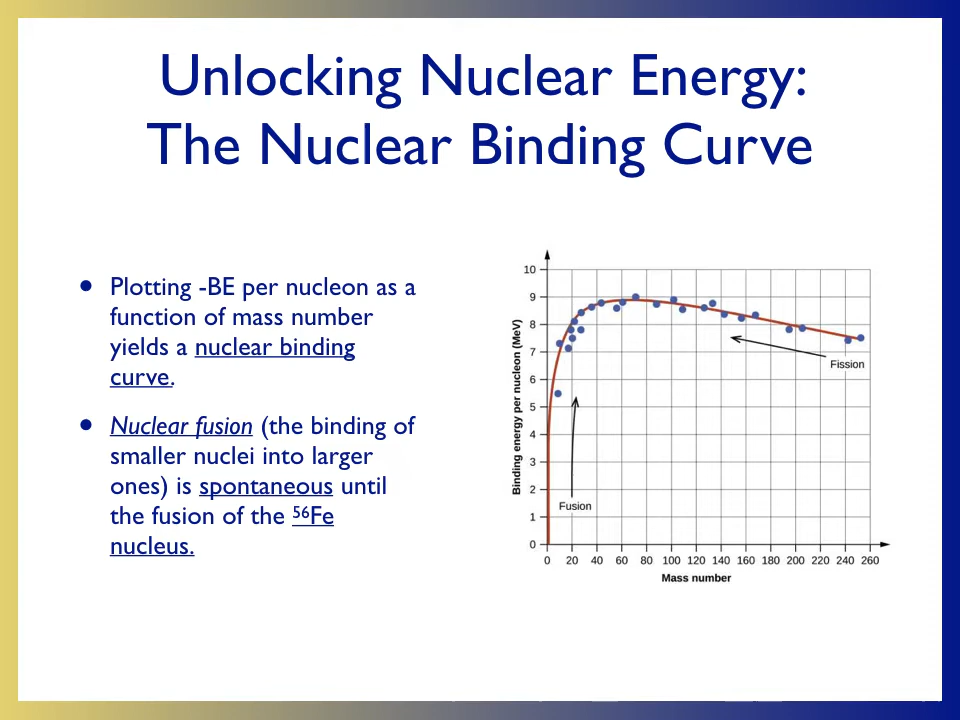 Unlocking Nuclear Energy:
The Nuclear Binding Curve
• Plotting -BE per nucleon as a
function of mass number
yields a nuclear binding
curve.
• Nuclear fusion (the binding of
smaller nuclei into larger
ones) is spontaneous until
the fusion of the ⁵⁶Fe
nucleus.
Binding energy per nucleon (MeV)
10
9
8
7
6
5
4
3
2
1
0
Fission
Fusion
0 20 40 60 80 100 120 140 160 180 200 220 240 260
Mass number